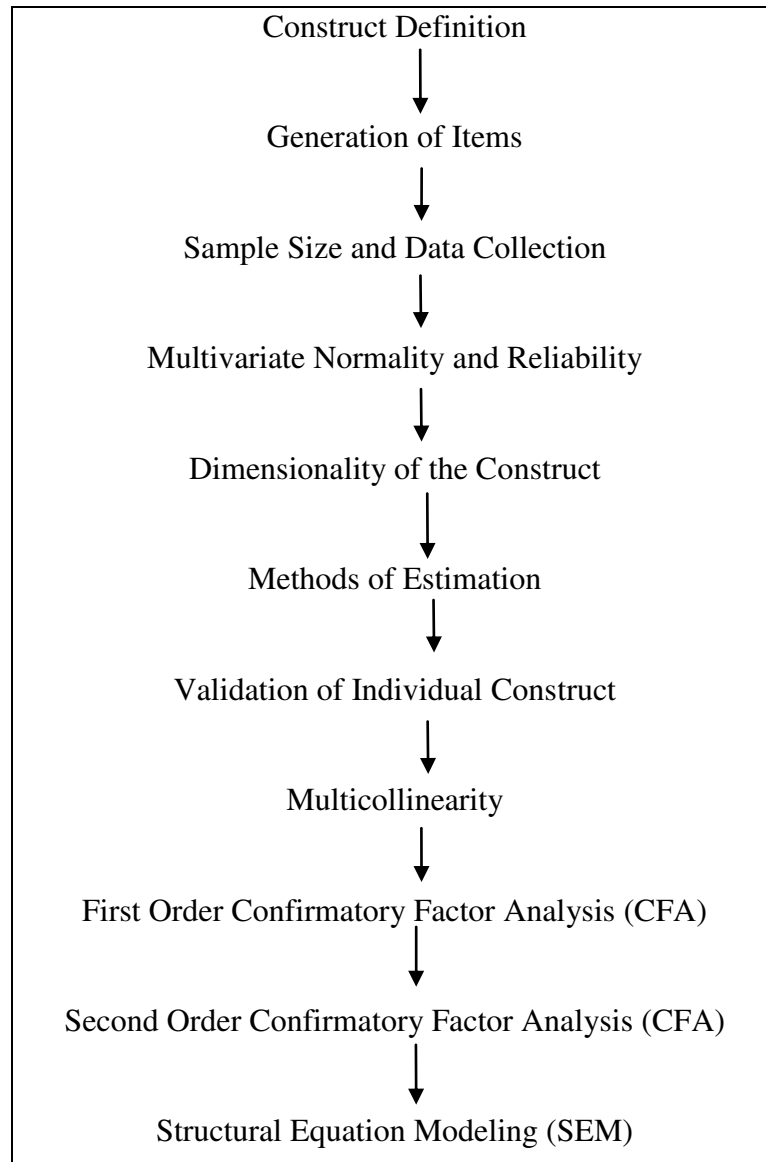 Construct Definition
Generation of Items
Sample Size and Data Collection
Multivariate Normality and Reliability
Dimensionality of the Construct
Methods of Estimation
Validation of Individual Construct
Multicollinearity
First Order Confirmatory Factor Analysis (CFA)
Second Order Confirmatory Factor Analysis (CFA)
Structural Equation Modeling (SEM)